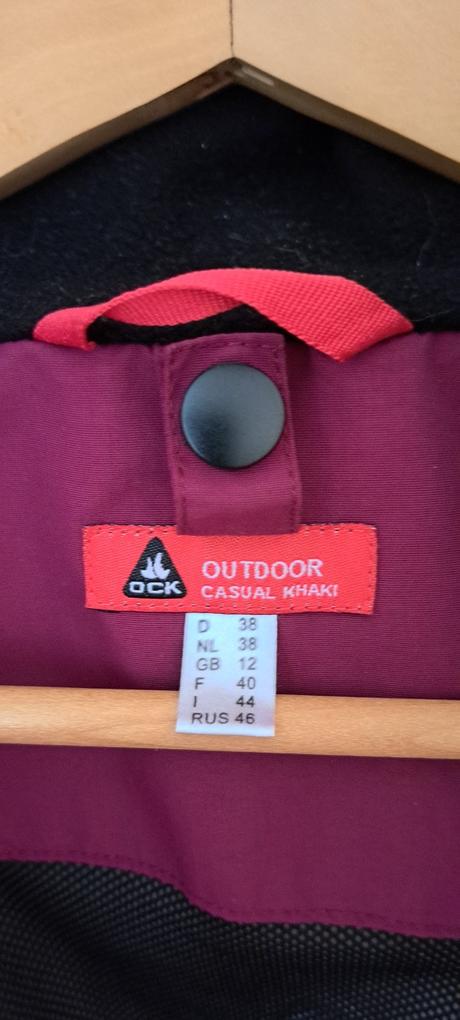 OCK
OUTDOOR
CASUAL KHAKI
D 38
NL 38
GB 12
F 40
I 44
RUS 46